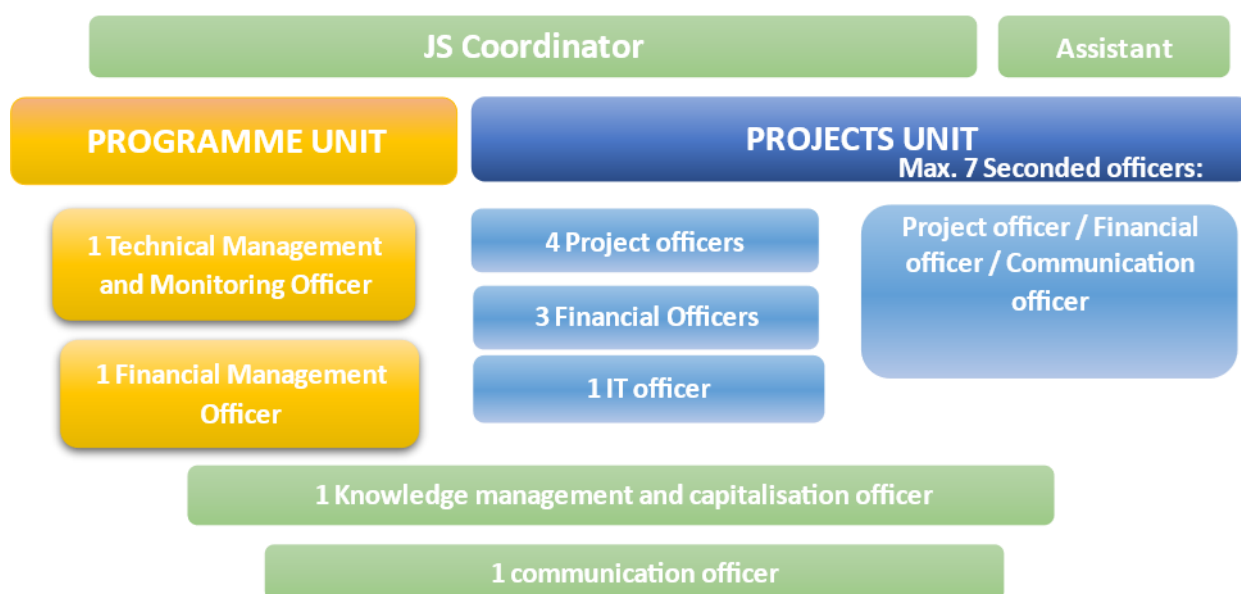 JS Coordinator
Assistant
PROGRAMME UNIT
PROJECTS UNIT
Max. 7 Seconded officers:
1 Technical Management
and Monitoring Officer
1 Financial Management
Officer
4 Project officers
3 Financial Officers
1 IT officer
Project officer / Financial
officer / Communication
officer
1 Knowledge management and capitalisation officer
1 communication officer